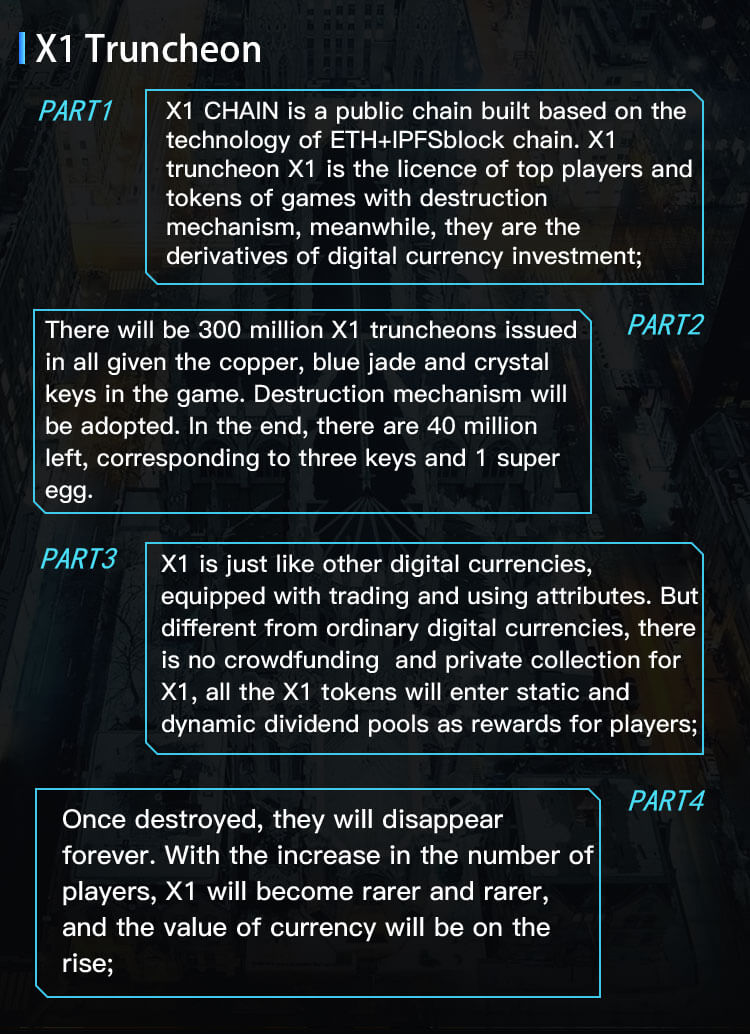 X1 Truncheon
PART1
X1 CHAIN is a public chain built based on the
technology of ETH+IPFSblock chain. X1
truncheon X1 is the licence of top players and
tokens of games with destruction
mechanism, meanwhile, they are the
derivatives of digital currency investment;
PART2
There will be 300 million X1 truncheons issued
in all given the copper, blue jade and crystal
keys in the game. Destruction mechanism will
be adopted. In the end, there are 40 million
left, corresponding to three keys and 1 super
egg.
PART3
X1 is just like other digital currencies,
equipped with trading and using attributes. But
different from ordinary digital currencies, there
is no crowdfunding  and private collection for
X1, all the X1 tokens will enter static and
dynamic dividend pools as rewards for players;
PART4
Once destroyed, they will disappear
forever. With the increase in the number of
players, X1 will become rarer and rarer,
and the value of currency will be on the
rise;